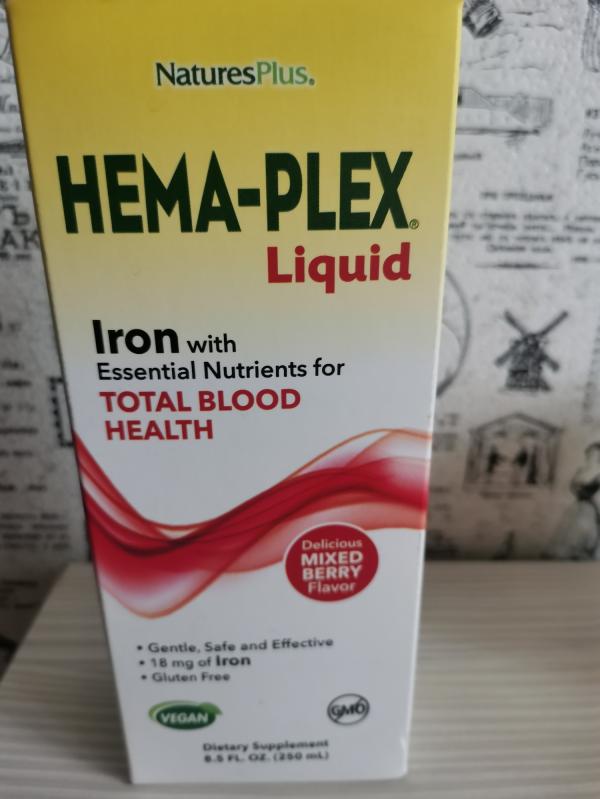 NaturesPlus®
HEMA-PLEX®
Liquid
Iron with
Essential Nutrients for
TOTAL BLOOD
HEALTH
Delicious
MIXED
BERRY
Flavor
• Gentle, Safe and Effective
• 18 mg of Iron
• Gluten Free
VEGAN
GMO
Dietary Supplement
8.5 FL. OZ. (250 mL)